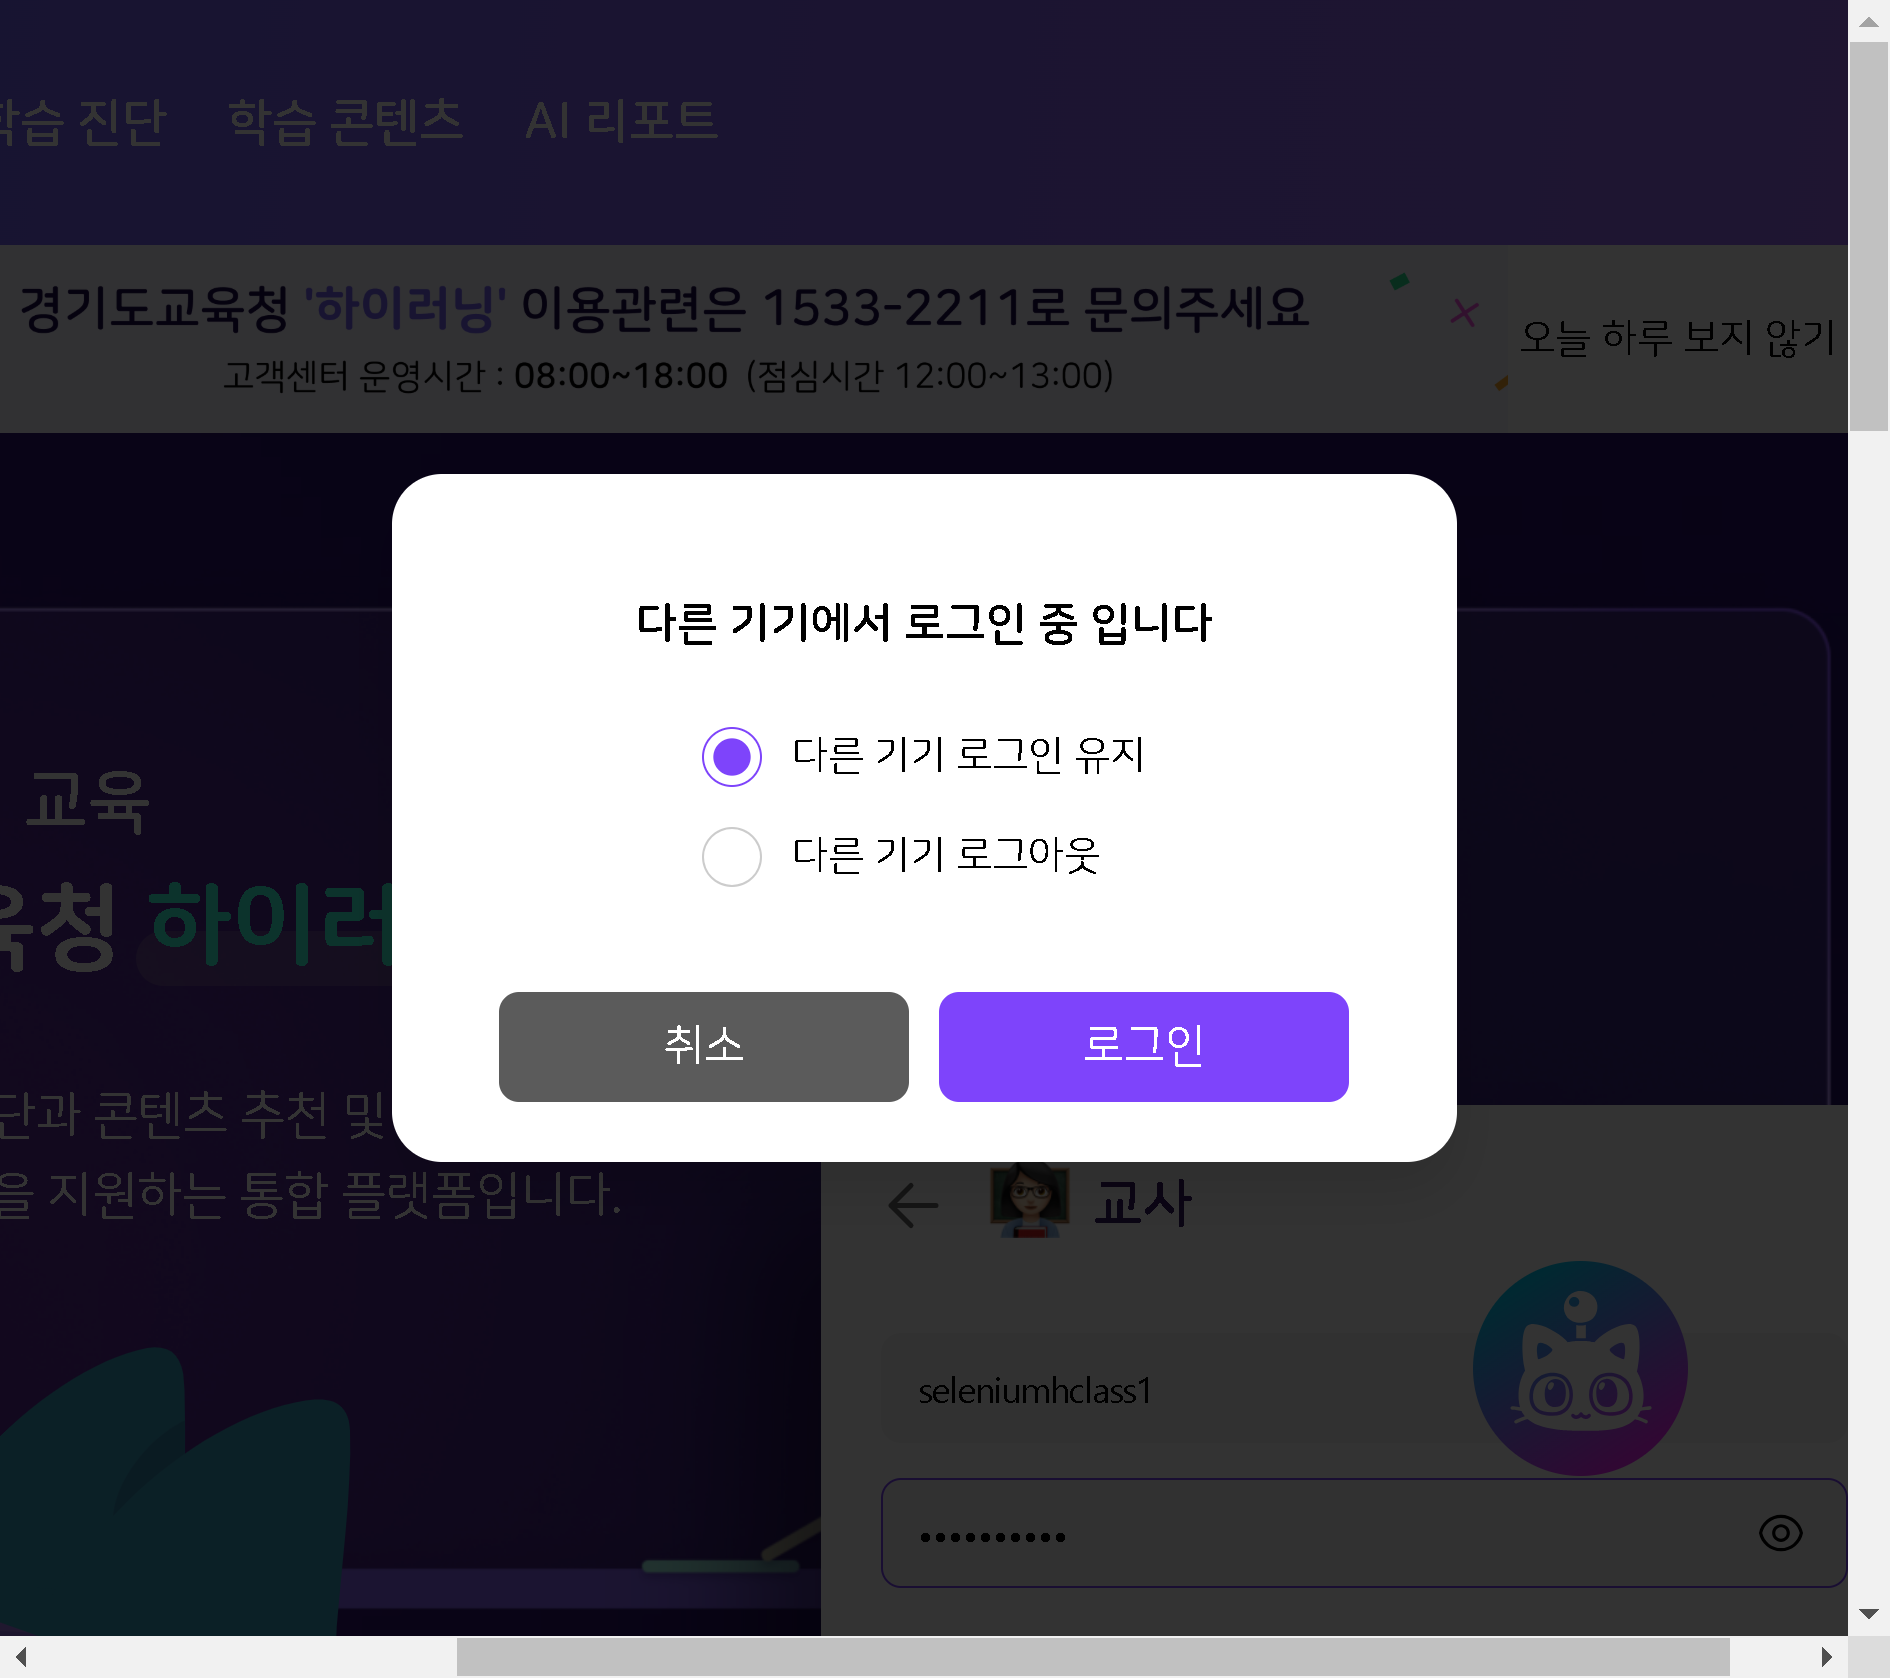 학습 진단 학습 콘텐츠 AI 리포트
경기도교육청 '하이러닝' 이용관련은 1533-2211로 문의주세요
고객센터 운영시간 : 08:00~18:00 (점심시간 12:00~13:00)
오늘 하루 보지 않기
다른 기기에서 로그인 중 입니다
다른 기기 로그인 유지
다른 기기 로그아웃
취소
로그인
교육
육청 하이러
단과 콘텐츠 추천 및
을 지원하는 통합 플랫폼입니다.
교사
seleniumhclass1